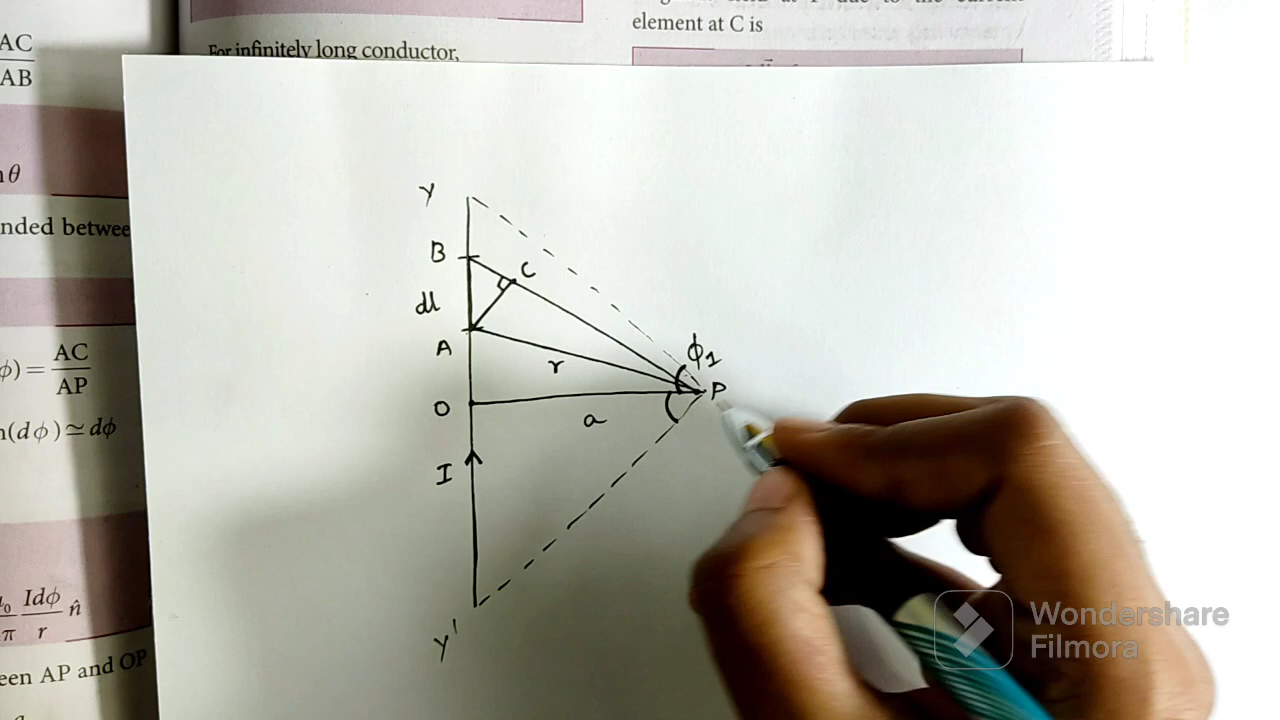 AC
AB
θ
nded betwee
ϕ) = AC
AP
(dϕ) ≃ dϕ
Idϕ n̂
π r
een AP and OP
For infinitely long conductor,
element at C is
Y
B
C
dl
A
r
ϕ1
P
O
a
I
Y'
Wondershare
Filmora